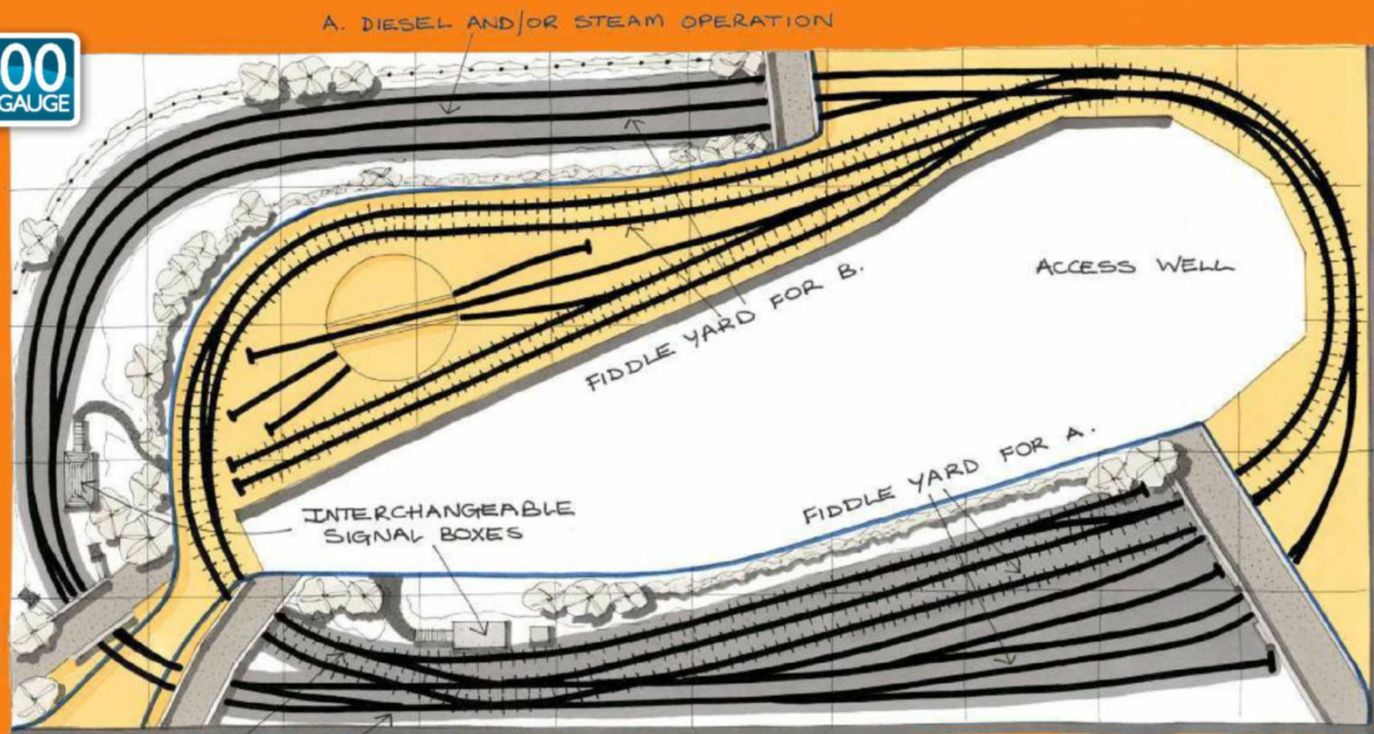 A. DIESEL AND/OR STEAM OPERATION
00
GAUGE
ACCESS WELL
FIDDLE YARD FOR B.
FIDDLE YARD FOR A.
INTERCHANGEABLE
SIGNAL BOXES